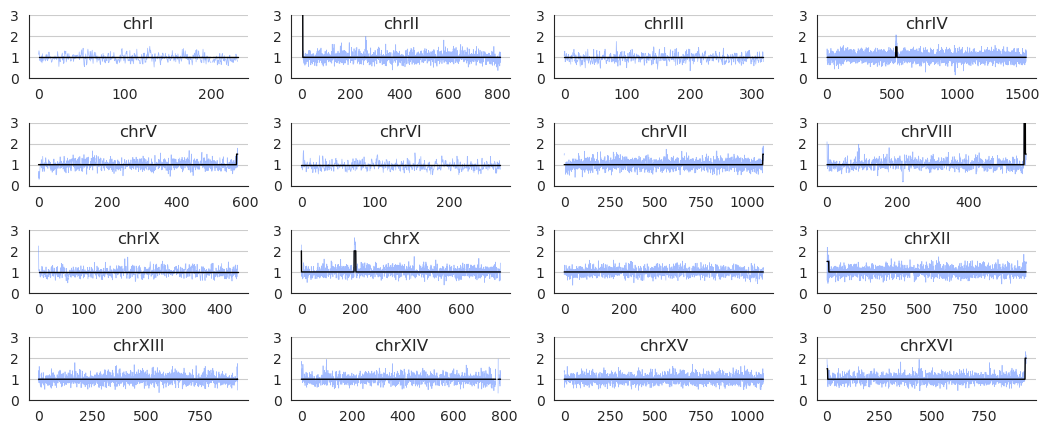 chrI chrII chrIII chrIV
3 3 3 3
2 2 2 2
1 1 1 1
0 0 0 0
0 100 200 0 200 400 600 800 0 100 200 300 0 500 1000 1500
chrV chrVI chrVII chrVIII
3 3 3 3
2 2 2 2
1 1 1 1
0 0 0 0
0 200 400 600 0 100 200 0 250 500 750 1000 0 200 400
chrIX chrX chrXI chrXII
3 3 3 3
2 2 2 2
1 1 1 1
0 0 0 0
0 100 200 300 400 0 200 400 600 0 200 400 600 0 250 500 750 1000
chrXIII chrXIV chrXV chrXVI
3 3 3 3
2 2 2 2
1 1 1 1
0 0 0 0
0 250 500 750 0 200 400 600 800 0 250 500 750 1000 0 250 500 750